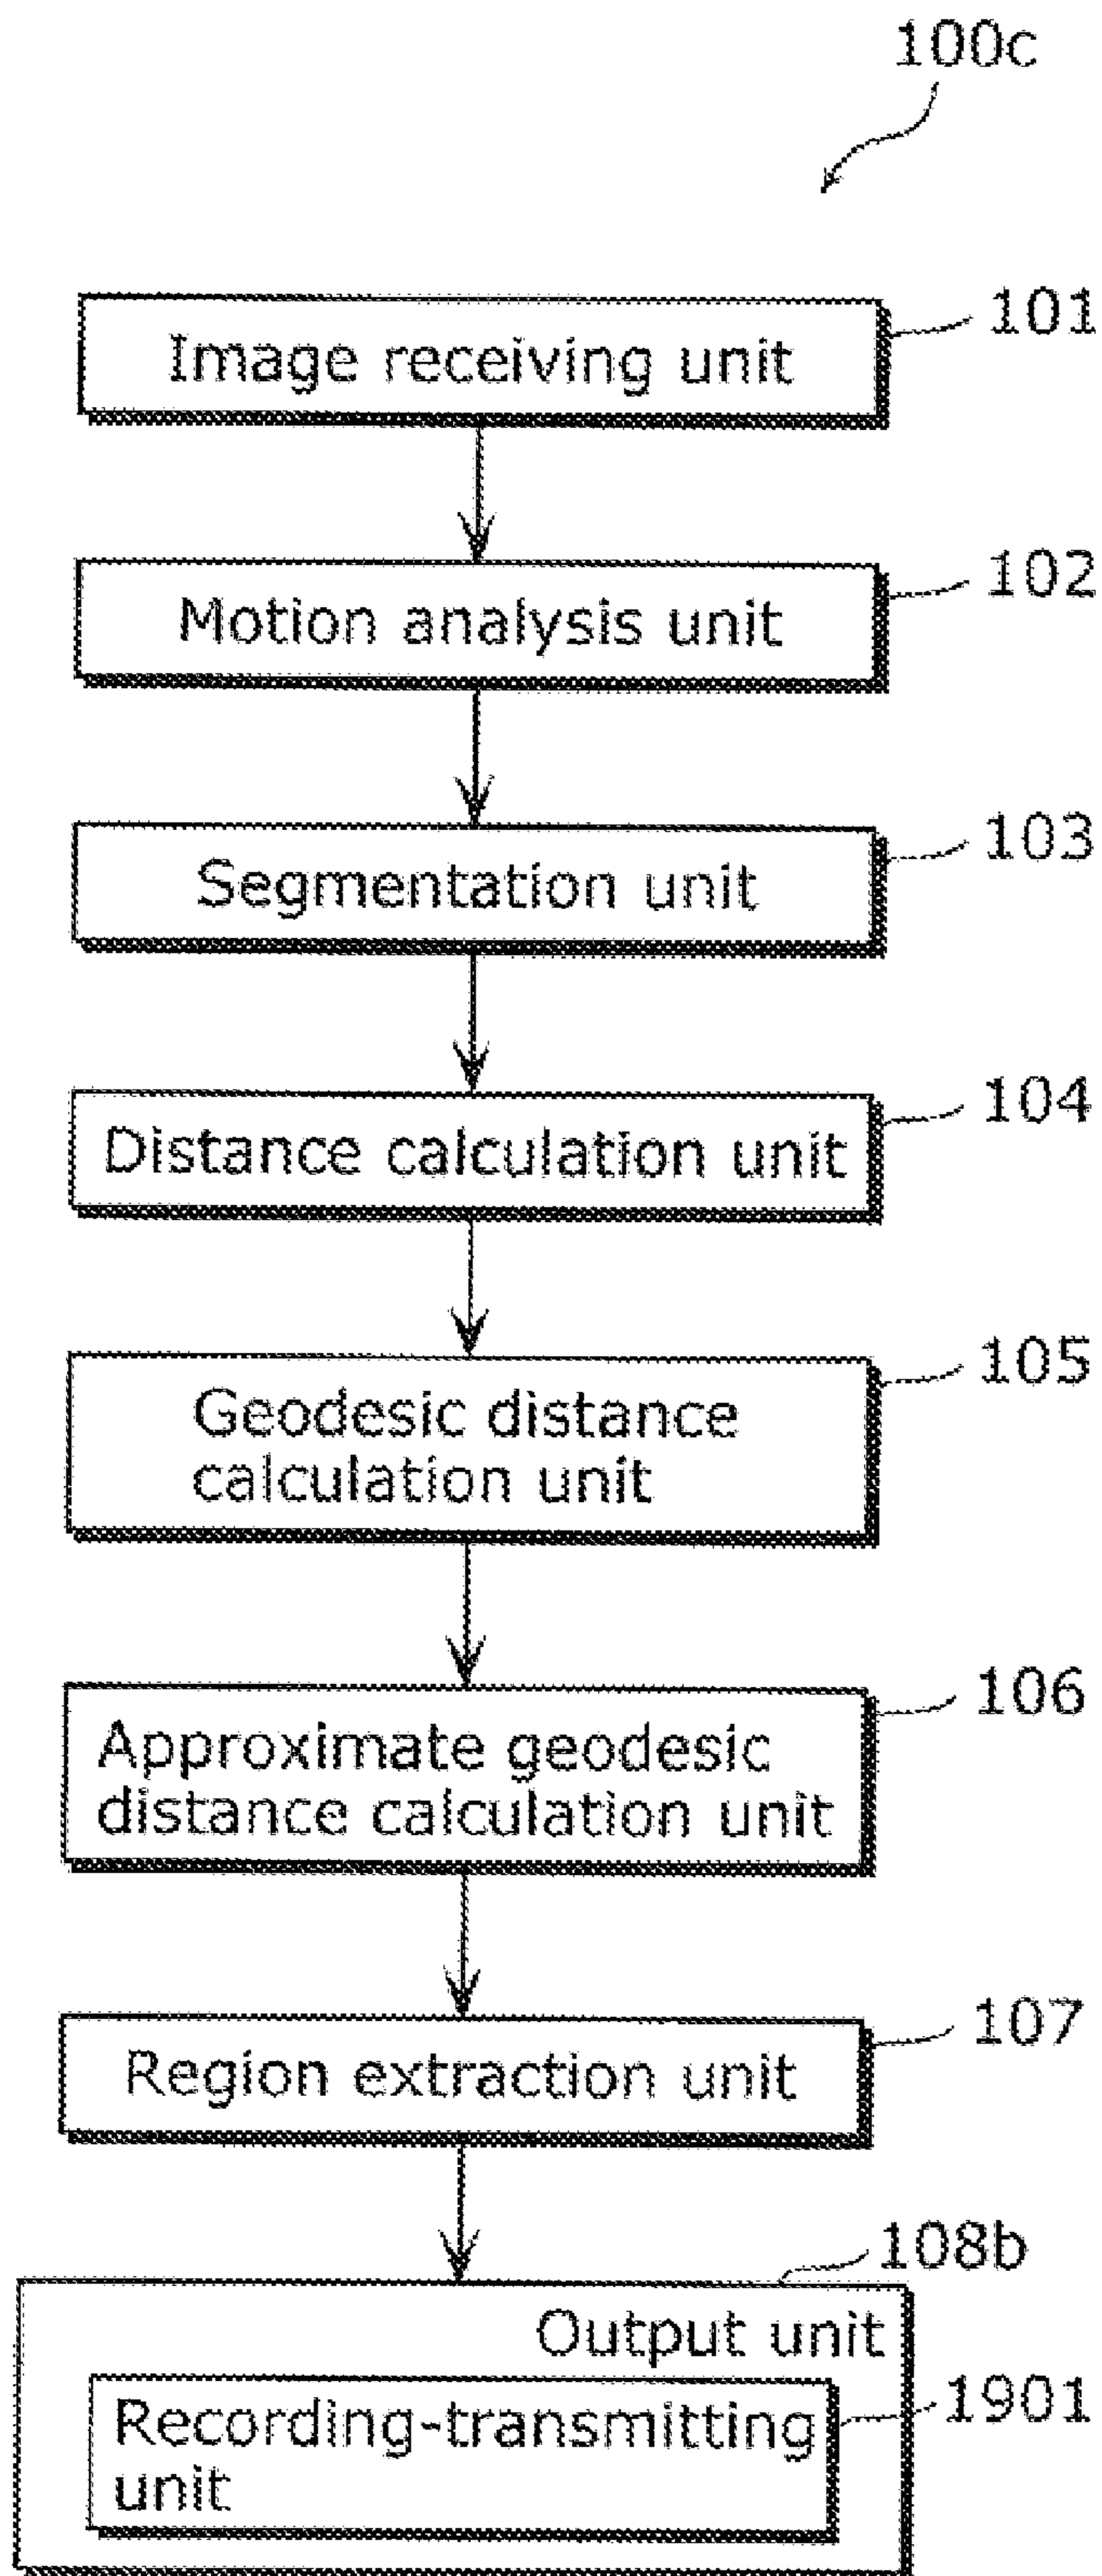 100c
Image receiving unit
101
Motion analysis unit
102
Segmentation unit
103
Distance calculation unit
104
Geodesic distance
calculation unit
105
Approximate geodesic
distance calculation unit
106
Region extraction unit
107
108b
Output unit
Recording-transmitting
unit
1901